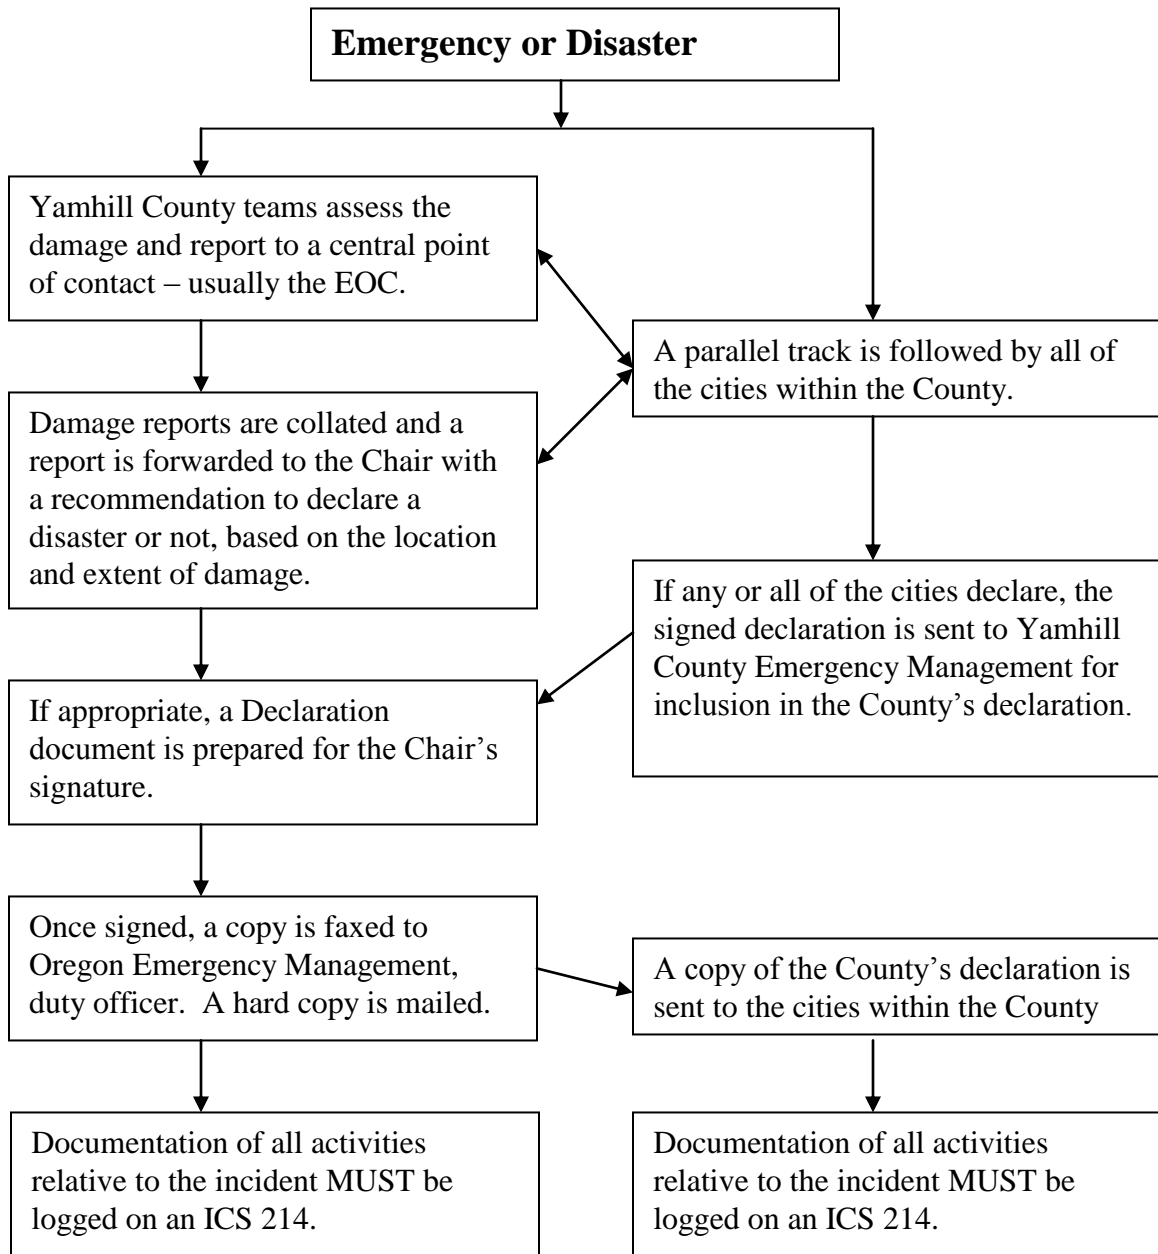 Emergency or Disaster
Yamhill County teams assess the
damage and report to a central point
of contact – usually the EOC.
A parallel track is followed by all of
the cities within the County.
Damage reports are collated and a
report is forwarded to the Chair with
a recommendation to declare a
disaster or not, based on the location
and extent of damage.
If any or all of the cities declare, the
signed declaration is sent to Yamhill
County Emergency Management for
inclusion in the County’s declaration.
If appropriate, a Declaration
document is prepared for the Chair’s
signature.
Once signed, a copy is faxed to
Oregon Emergency Management,
duty officer.  A hard copy is mailed.
A copy of the County’s declaration is
sent to the cities within the County
Documentation of all activities
relative to the incident MUST be
logged on an ICS 214.
Documentation of all activities
relative to the incident MUST be
logged on an ICS 214.